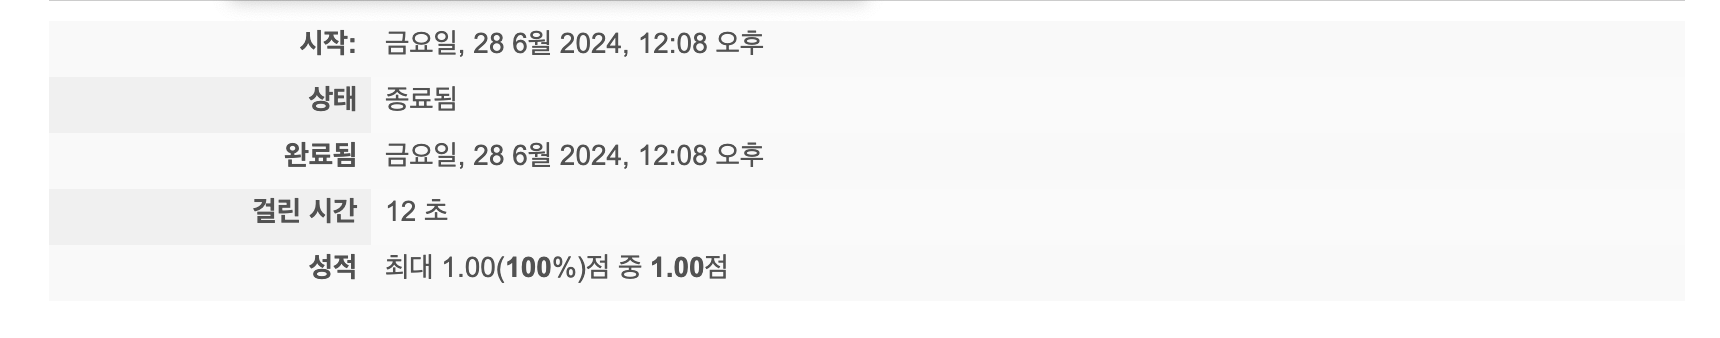 시작: 금요일, 28 6월 2024, 12:08 오후
상태 종료됨
완료됨 금요일, 28 6월 2024, 12:08 오후
걸린 시간 12 초
성적 최대 1.00(100%)점 중 1.00점